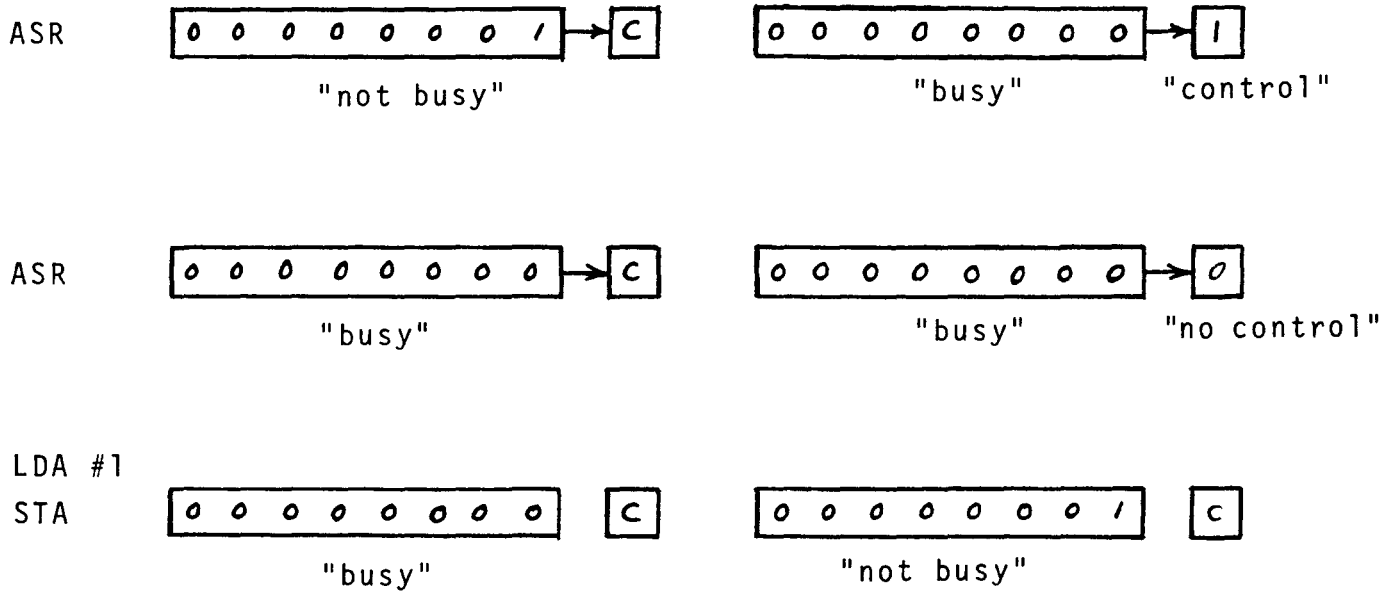 ASR 0 0 0 0 0 0 0 1 C 0 0 0 0 0 0 0 0 1
"not busy" "busy" "control"
ASR 0 0 0 0 0 0 0 0 C 0 0 0 0 0 0 0 0 0
"busy" "busy" "no control"
LDA #1
STA 0 0 0 0 0 0 0 0 C 0 0 0 0 0 0 0 1 C
"busy" "not busy"